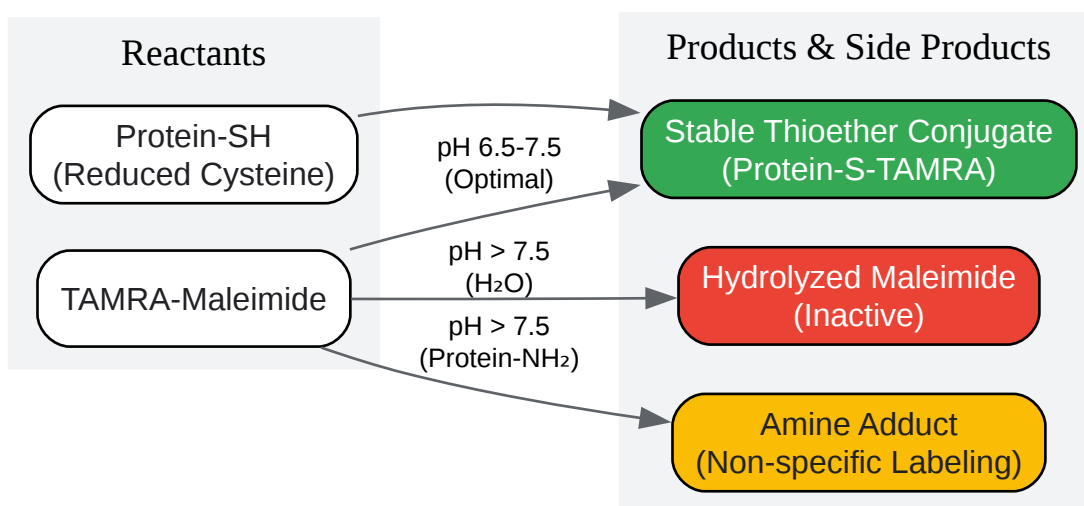 Reactants
Products & Side Products
Protein-SH
(Reduced Cysteine)
TAMRA-Maleimide
pH 6.5-7.5
(Optimal)
pH > 7.5
(H₂O)
pH > 7.5
(Protein-NH₂)
Stable Thioether Conjugate
(Protein-S-TAMRA)
Hydrolyzed Maleimide
(Inactive)
Amine Adduct
(Non-specific Labeling)